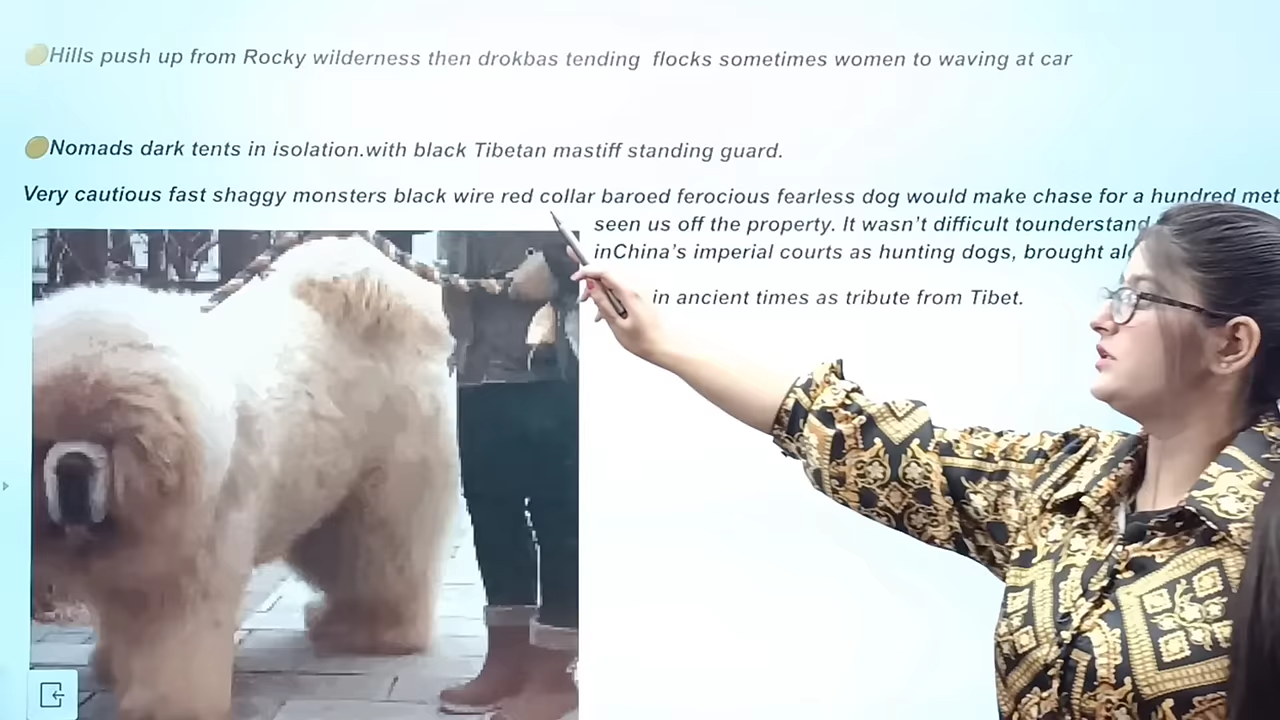 Hills push up from Rocky wilderness then drokbas tending flocks sometimes women to waving at car
Nomads dark tents in isolation.with black Tibetan mastiff standing guard.
Very cautious fast shaggy monsters black wire red collar baroed ferocious fearless dog would make chase for a hundred met
seen us off the property. It wasn't difficult tounderstand
inChina's imperial courts as hunting dogs, brought al
in ancient times as tribute from Tibet.